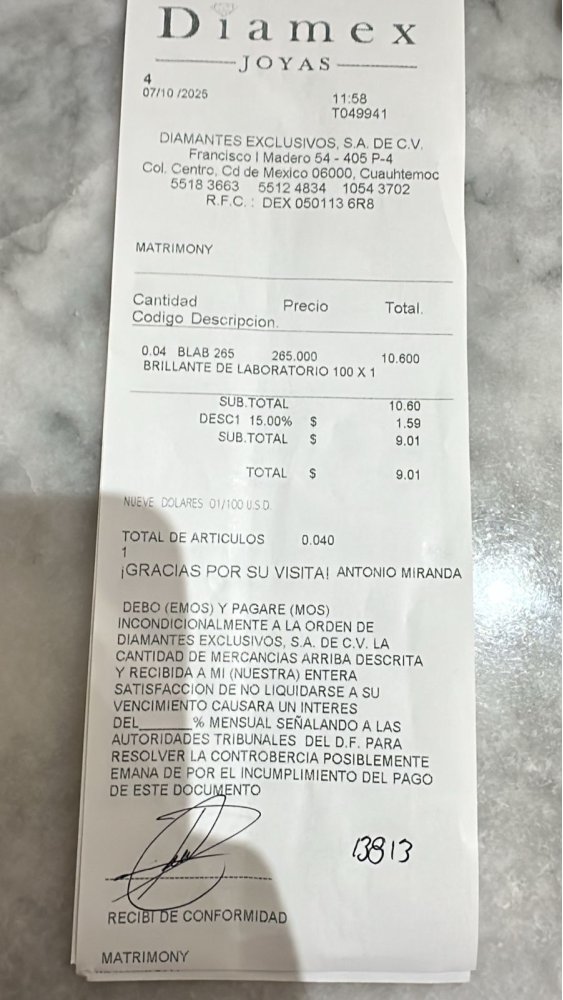 Diamex
JOYAS
4
07/10 /2025
11:58
T049941
DIAMANTES EXCLUSIVOS, S.A. DE C.V.
Francisco I Madero 54 - 405 P-4
Col. Centro, Cd de Mexico 06000, Cuauhtemoc
5518 3663 5512 4834 1054 3702
R.F.C. : DEX 050113 6R8
MATRIMONY
Cantidad Precio Total.
Codigo Descripcion.
0.04 BLAB 265 265.000 10.600
BRILLANTE DE LABORATORIO 100 X 1
SUB.TOTAL 10.60
DESC1 15.00% $ 1.59
SUB.TOTAL $ 9.01
TOTAL $ 9.01
NUEVE DOLARES 01/100 U.S.D.
TOTAL DE ARTICULOS 0.040
1
¡GRACIAS POR SU VISITA! ANTONIO MIRANDA
DEBO (EMOS) Y PAGARE (MOS)
INCONDICIONALMENTE A LA ORDEN DE
DIAMANTES EXCLUSIVOS, S.A. DE C.V. LA
CANTIDAD DE MERCANCIAS ARRIBA DESCRITA
Y RECIBIDA A MI (NUESTRA) ENTERA
SATISFACCION DE NO LIQUIDARSE A SU
VENCIMIENTO CAUSARA UN INTERES
DEL______% MENSUAL SEÑALANDO A LAS
AUTORIDADES TRIBUNALES DEL D.F. PARA
RESOLVER LA CONTROBERCIA POSIBLEMENTE
EMANA DE POR EL INCUMPLIMIENTO DEL PAGO
DE ESTE DOCUMENTO
13813
RECIBI DE CONFORMIDAD
MATRIMONY